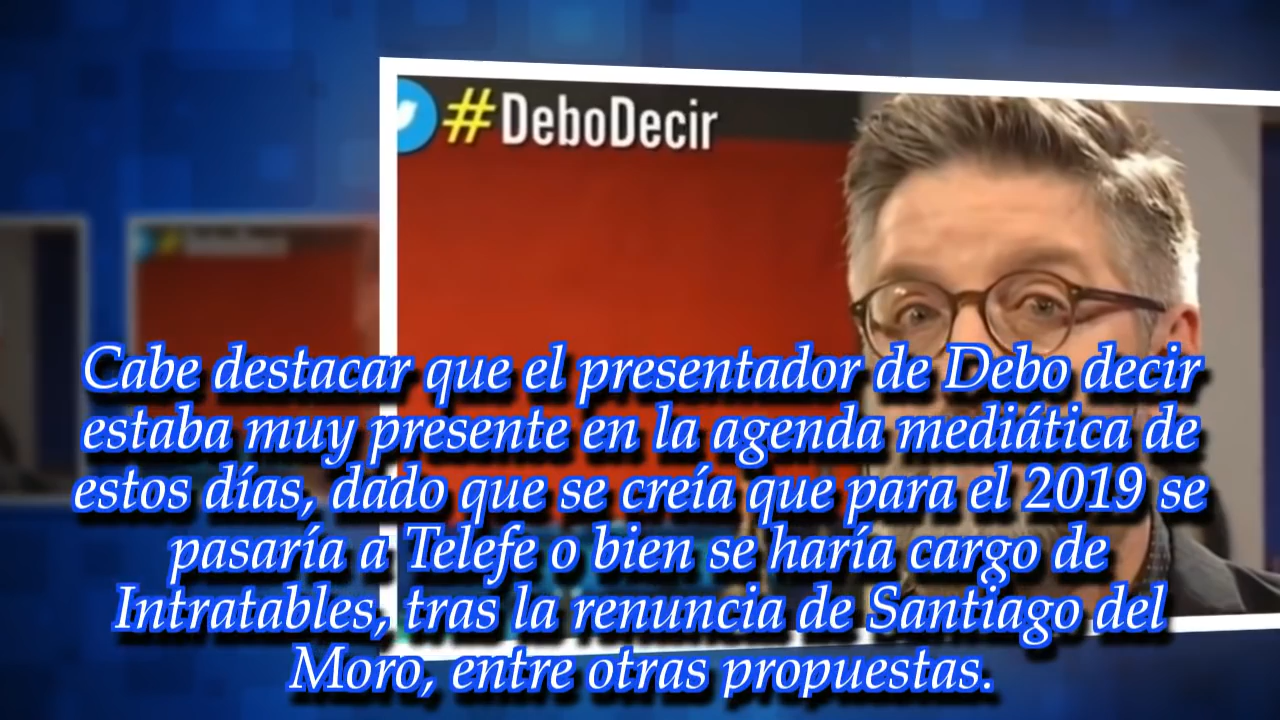 #DeboDecir
Cabe destacar que el presentador de Debo decir
estaba muy presente en la agenda mediática de
estos días, dado que se creía que para el 2019 se
pasaría a Telefe o bien se haría cargo de
Intratables, tras la renuncia de Santiago del
Moro, entre otras propuestas.